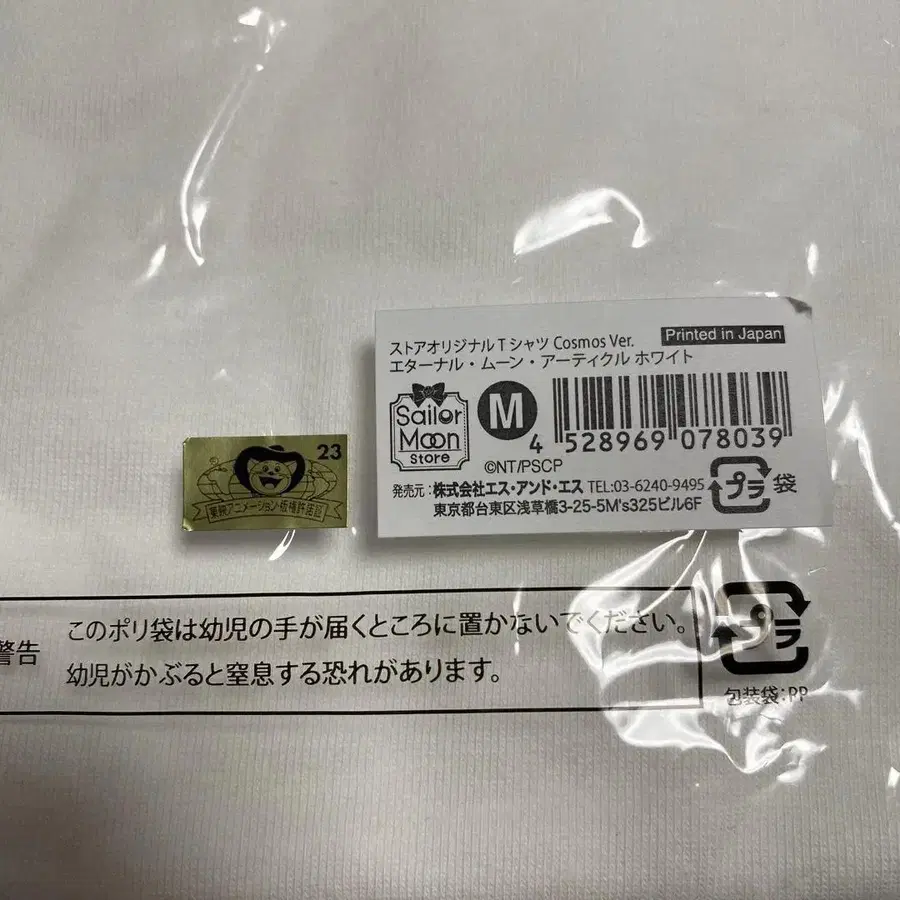 ストアオリジナルTシャツ Cosmos Ver.
Printed in Japan
エターナル・ムーン・アーティクル ホワイト
Sailor
Moon
Store
M
4 528969 078039
©NT/PSCP
発売元:株式会社エス・アンド・エス TEL:03-6240-9495
東京都台東区浅草橋3-25-5M's325ビル6F
プラ 袋
23
東映アニメーション版権許諾証
警告
このポリ袋は幼児の手が届くところに置かないでください。
幼児がかぶると窒息する恐れがあります。
プラ
包装袋:PP